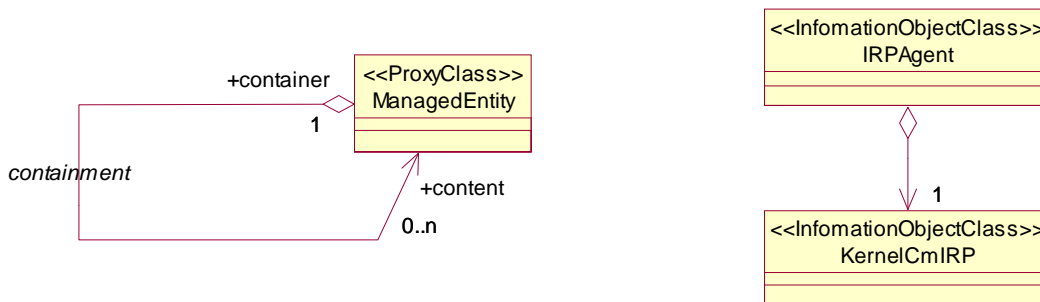 <<InfomationObjectClass>>
IRPAgent
<<ProxyClass>>
ManagedEntity
+container
1
containment
+content
0..n
1
<<InfomationObjectClass>>
KernelCmIRP